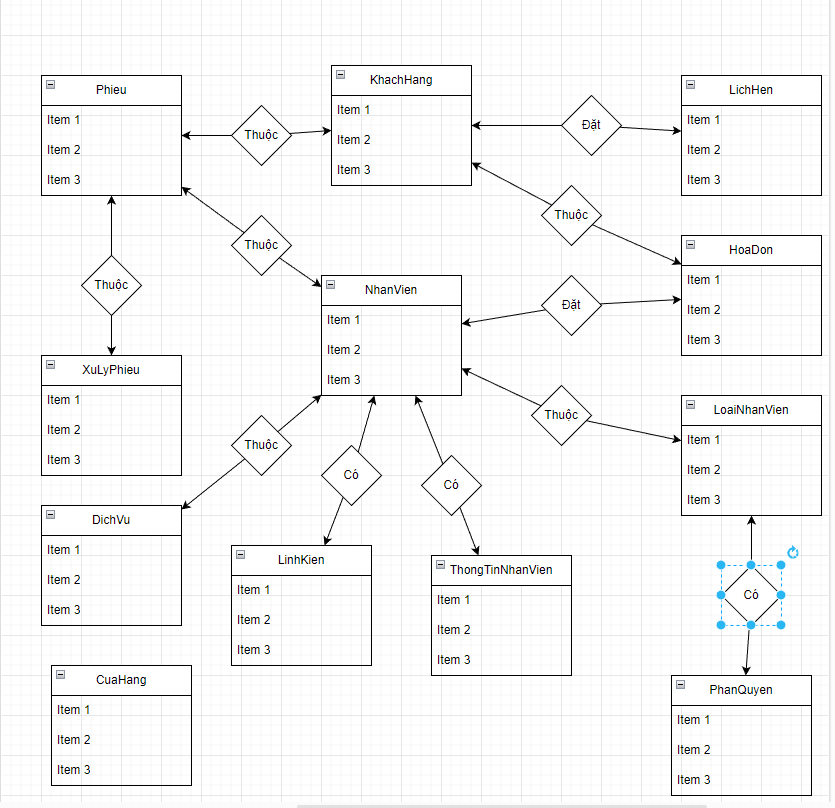 Phieu
Item 1
Item 2
Item 3
Thuộc
KhachHang
Item 1
Item 2
Item 3
Đặt
LichHen
Item 1
Item 2
Item 3
Thuộc
Thuộc
HoaDon
Item 1
Item 2
Item 3
Thuộc
NhanVien
Item 1
Item 2
Item 3
Đặt
XuLyPhieu
Item 1
Item 2
Item 3
Thuộc
Thuộc
LoaiNhanVien
Item 1
Item 2
Item 3
Có
Có
DichVu
Item 1
Item 2
Item 3
LinhKien
Item 1
Item 2
Item 3
ThongTinNhanVien
Item 1
Item 2
Item 3
Có
CuaHang
Item 1
Item 2
Item 3
PhanQuyen
Item 1
Item 2
Item 3